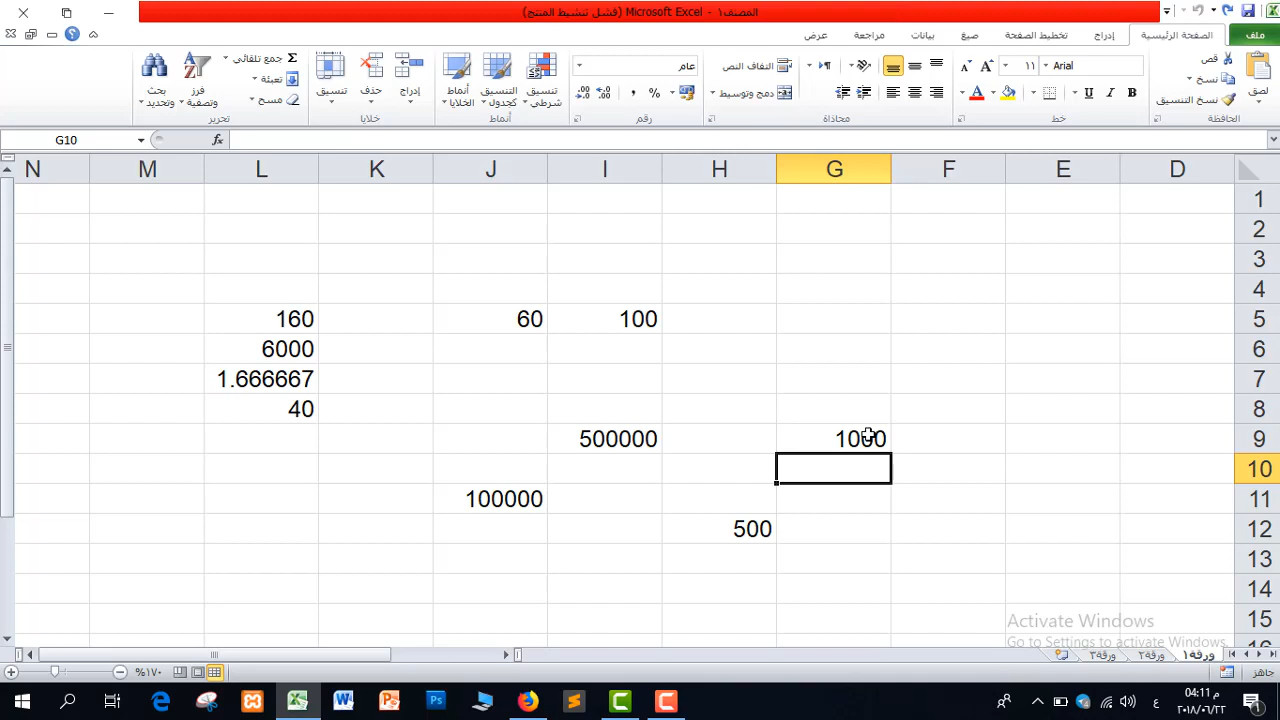 المصنف١ - Microsoft Excel (فشل تنشيط المنتج)
ملف الصفحة الرئيسية إدراج تخطيط الصفحة صيغ بيانات مراجعة عرض
قص
نسخ
نسخ التنسيق
لصق
الحافظة
Arial ١١
B I U
خط
التفاف النص
دمج وتوسيط
محاذاة
عام
%
رقم
تنسيق شرطي
التنسيق كجدول
أنماط الخلايا
أنماط
إدراج
حذف
تنسيق
خلايا
جمع تلقائي
تعبئة
مسح
فرز وتصفية
بحث وتحديد
تحرير
G10
fx
N M L K J I H G F E D
1
2
3
4
160 60 100 5
6000 6
1.666667 7
40 8
500000 1000 9
10
100000 11
500 12
13
14
15
16
Activate Windows
Go to Settings to activate Windows.
ورقة١ ورقة٢ ورقة٣
جاهز
%١٧٠
ع
٠4:11 م
٢٠١٨/٠٦/٢٢